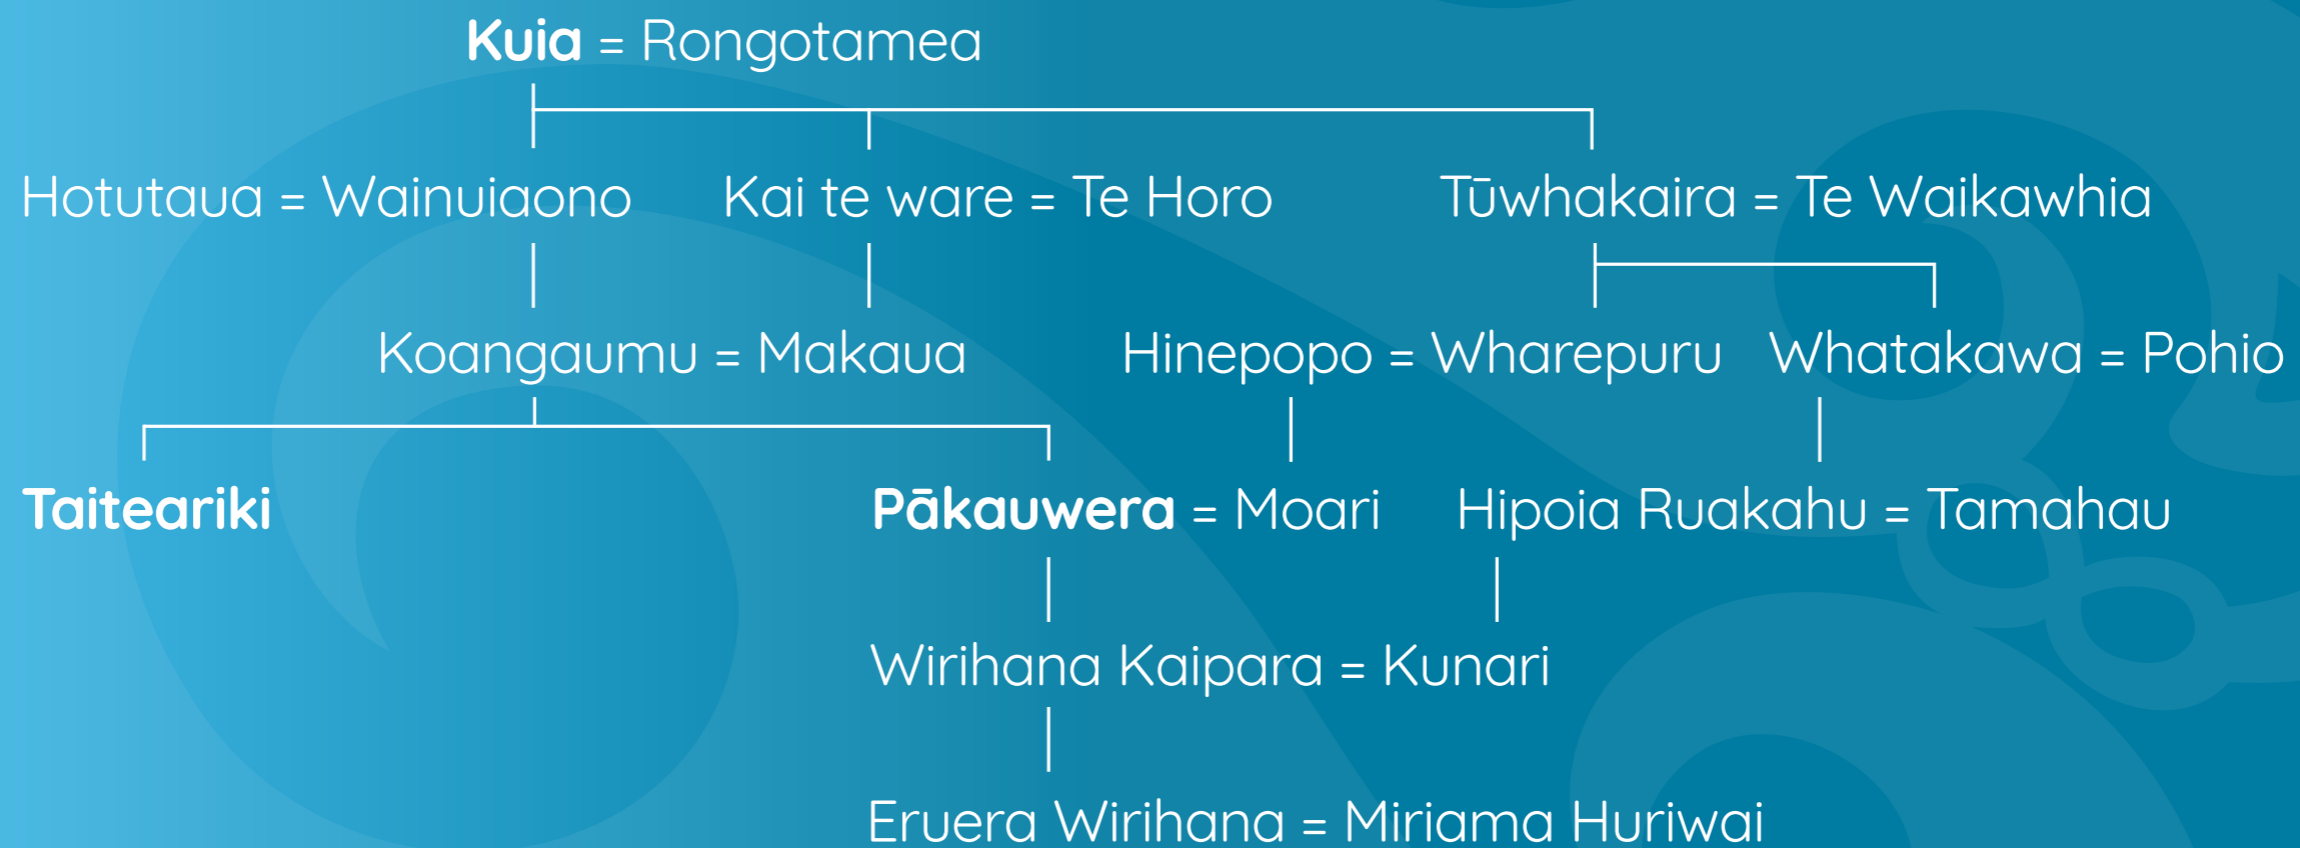 Kuia = Rongotamea
Hotutaua = Wainuiaono Kai te ware = Te Horo Tūwhakaira = Te Waikawhia
Koangaumu = Makaua Hinepopo = Wharepuru Whatakawa = Pohio
Taiteariki Pākauwera = Moari Hipoia Ruakahu = Tamahau
Wirihana Kaipara = Kunari
Eruera Wirihana = Miriama Huriwai